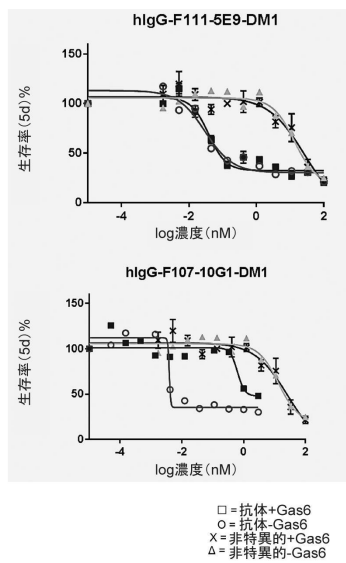 hIgG-F111-5E9-DM1
150
100
50
0
生存率(5d)%
-4
-2
0
2
log濃度(nM)
hIgG-F107-10G1-DM1
150
100
50
0
生存率(5d)%
-4
-2
0
2
log濃度(nM)
□ =抗体+Gas6
○ =抗体-Gas6
X =非特異的+Gas6
Δ =非特異的-Gas6